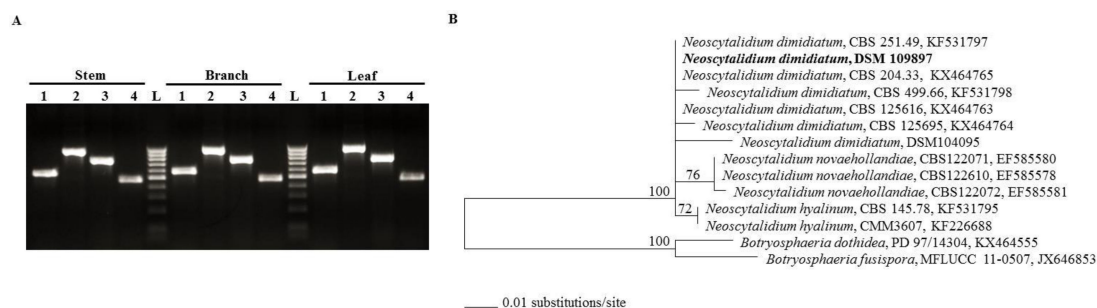 A
Stem Branch Leaf
1 2 3 4 L 1 2 3 4 L 1 2 3 4
B
Neoscytalidium dimidiatum, CBS 251.49, KF531797
Neoscytalidium dimidiatum, DSM 109897
Neoscytalidium dimidiatum, CBS 204.33, KX464765
Neoscytalidium dimidiatum, CBS 499.66, KF531798
Neoscytalidium dimidiatum, CBS 125616, KX464763
Neoscytalidium dimidiatum, CBS 125695, KX464764
Neoscytalidium dimidiatum, DSM104095
Neoscytalidium novaehollandiae, CBS122071, EF585580
76 Neoscytalidium novaehollandiae, CBS122610, EF585578
Neoscytalidium novaehollandiae, CBS122072, EF585581
100
72 Neoscytalidium hyalinum, CBS 145.78, KF531795
Neoscytalidium hyalinum, CMM3607, KF226688
100 Botryosphaeria dothidea, PD 97/14304, KX464555
Botryosphaeria fusispora, MFLUCC 11-0507, JX646853
0.01 substitutions/site